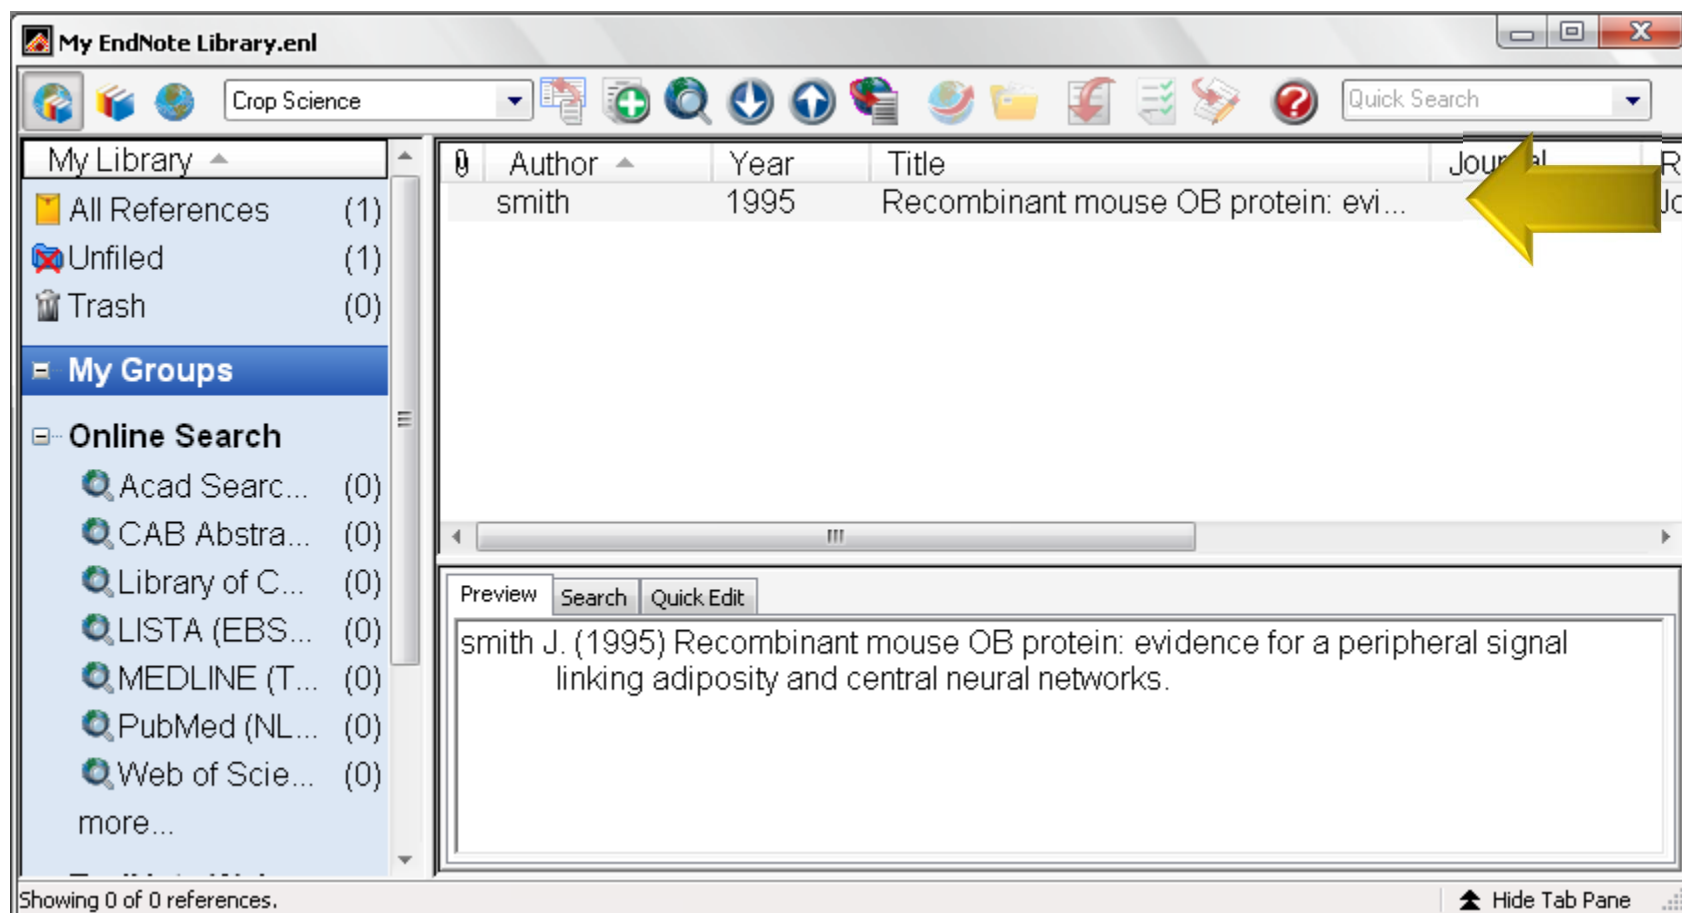 My EndNote Library.enl
Crop Science
Quick Search
My Library
All References (1)
Unfiled (1)
Trash (0)
My Groups
Online Search
Acad Searc... (0)
CAB Abstra... (0)
Library of C... (0)
LISTA (EBS... (0)
MEDLINE (T... (0)
PubMed (NL... (0)
Web of Scie... (0)
more...
Author Year Title Journal R
smith 1995 Recombinant mouse OB protein: evi... Jo
Preview Search Quick Edit
smith J. (1995) Recombinant mouse OB protein: evidence for a peripheral signal
linking adiposity and central neural networks.
Showing 0 of 0 references.
Hide Tab Pane